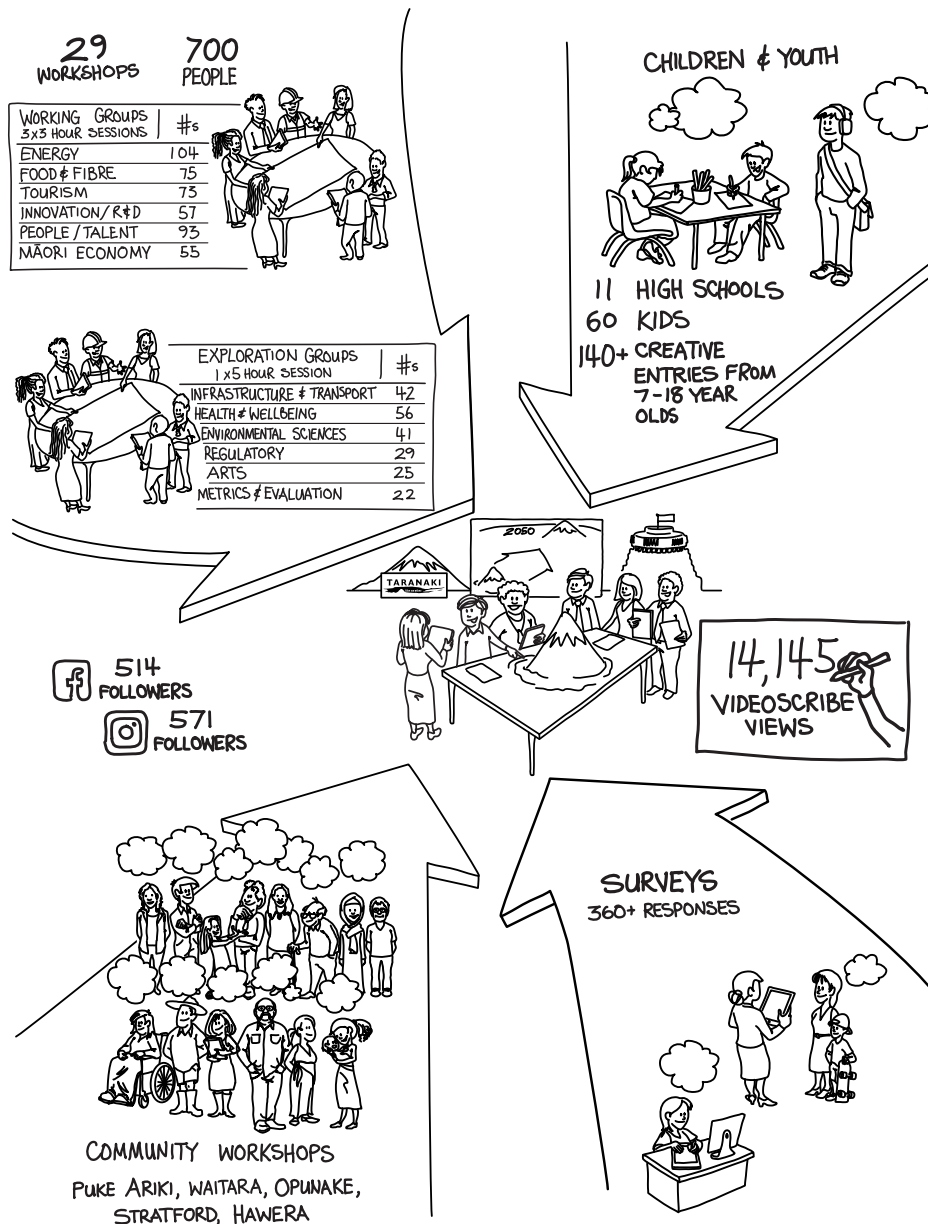 29
WORKSHOPS
700
PEOPLE
WORKING GROUPS
3x3 HOUR SESSIONS
#s
ENERGY 104
FOOD & FIBRE 75
TOURISM 73
INNOVATION/R&D 57
PEOPLE/TALENT 93
MĀORI ECONOMY 55
EXPLORATION GROUPS
1x5 HOUR SESSION
#s
INFRASTRUCTURE & TRANSPORT 42
HEALTH & WELLBEING 56
ENVIRONMENTAL SCIENCES 41
REGULATORY 29
ARTS 25
METRICS & EVALUATION 22
CHILDREN & YOUTH
11 HIGH SCHOOLS
60 KIDS
140+ CREATIVE
ENTRIES FROM
7-18 YEAR
OLDS
2050
TARANAKI
514
FOLLOWERS
571
FOLLOWERS
14,145
VIDEOSCRIBE
VIEWS
SURVEYS
360+ RESPONSES
COMMUNITY WORKSHOPS
PUKE ARIKI, WAITARA, OPUNAKE,
STRATFORD, HAWERA